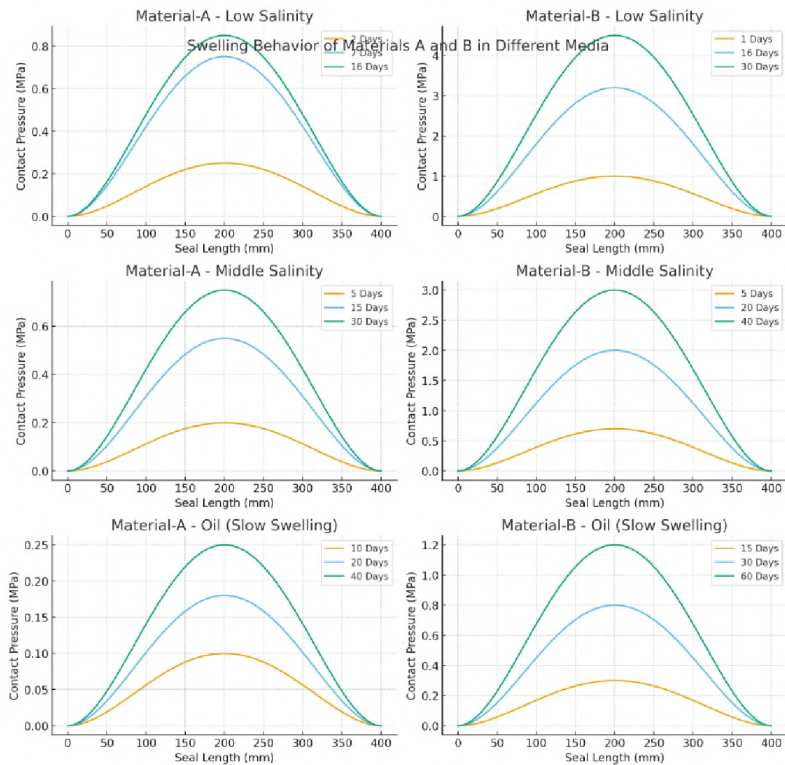 Material-A - Low Salinity
Material-B - Low Salinity
Swelling Behavior of Materials A and B in Different Media
Contact Pressure (MPa)
0.8
0.6
0.4
0.2
0.0
2 Days
7 Days
16 Days
0 50 100 150 200 250 300 350 400
Seal Length (mm)
Contact Pressure (MPa)
4
3
2
1
0
1 Days
16 Days
30 Days
0 50 100 150 200 250 300 350 400
Seal Length (mm)
Material-A - Middle Salinity
Contact Pressure (MPa)
0.6
0.4
0.2
0.0
5 Days
15 Days
30 Days
0 50 100 150 200 250 300 350 400
Seal Length (mm)
Material-B - Middle Salinity
Contact Pressure (MPa)
3.0
2.5
2.0
1.5
1.0
0.5
0.0
5 Days
20 Days
40 Days
0 50 100 150 200 250 300 350 400
Seal Length (mm)
Material-A - Oil (Slow Swelling)
Contact Pressure (MPa)
0.25
0.20
0.15
0.10
0.05
0.00
10 Days
20 Days
40 Days
0 50 100 150 200 250 300 350 400
Seal Length (mm)
Material-B - Oil (Slow Swelling)
Contact Pressure (MPa)
1.2
1.0
0.8
0.6
0.4
0.2
0.0
15 Days
30 Days
60 Days
0 50 100 150 200 250 300 350 400
Seal Length (mm)